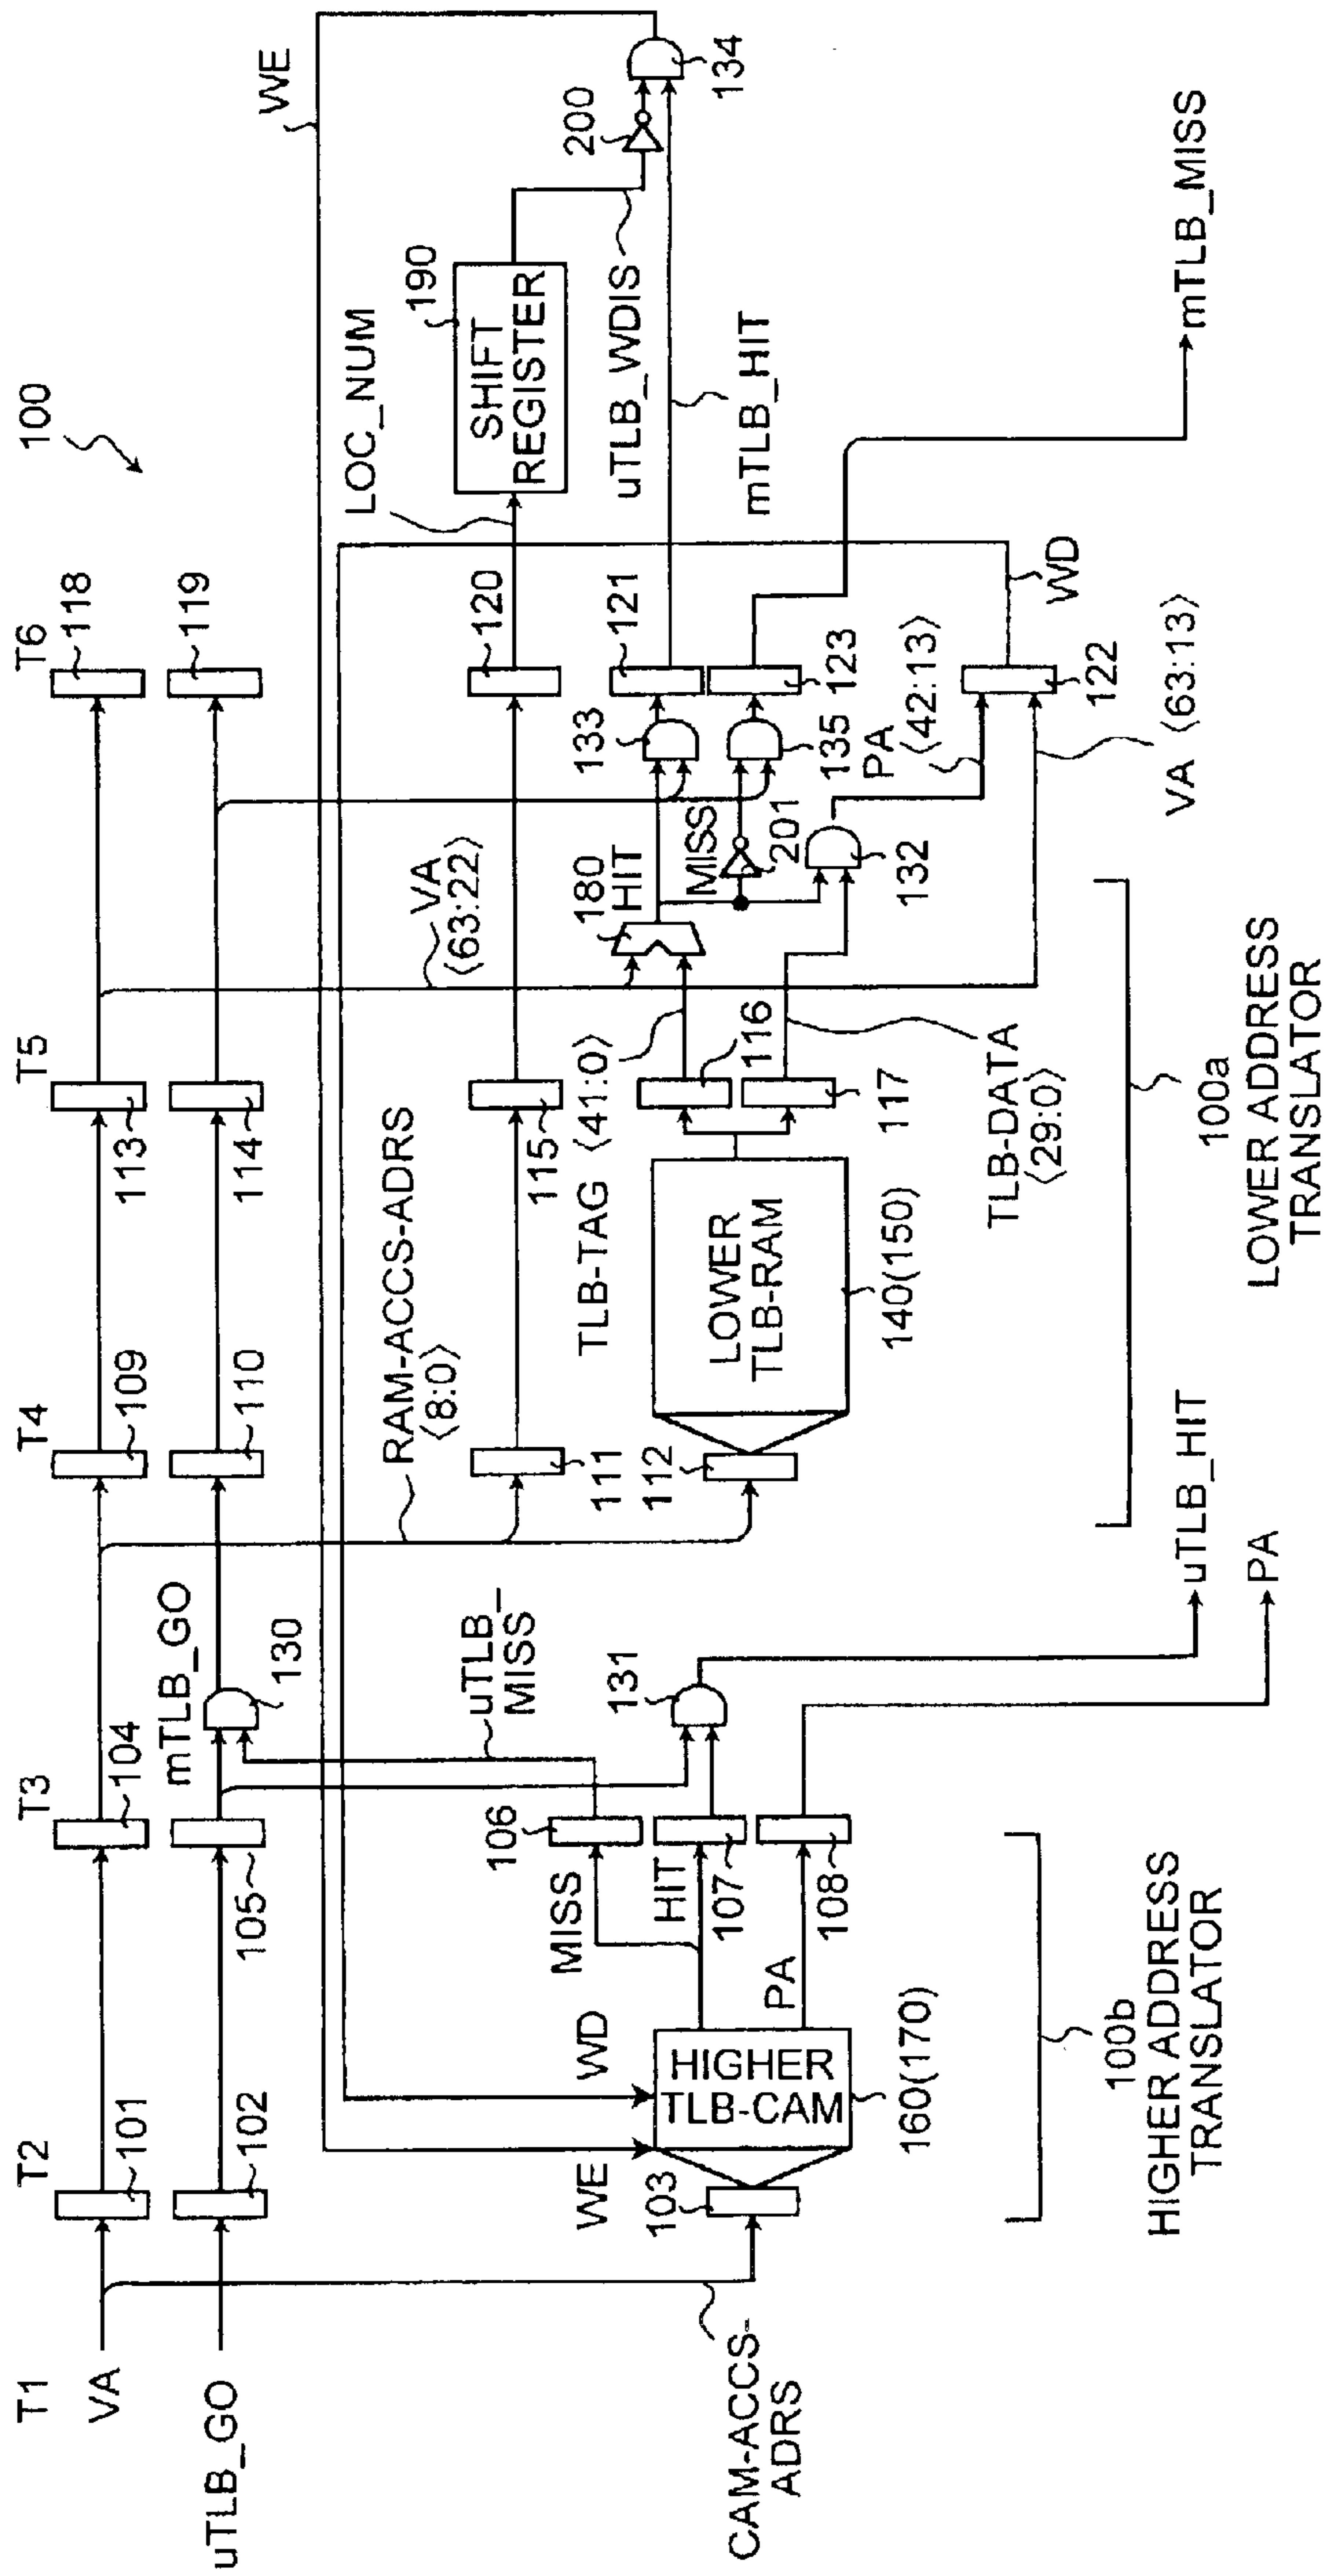 100
T1
T2
T3
T4
T5
T6
VA
101
104
109
113
118
uTLB_GO
102
105
mTLB_GO
130
110
114
119
WE
RAM-ACCS-ADRS
⟨8:0⟩
VA
⟨63:22⟩
LOC_NUM
190
SHIFT
REGISTER
200
134
uTLB_WDIS
mTLB_HIT
uTLB_
MISS
111
115
120
WE
WD
MISS
106
HIT
107
131
112
TLB-TAG ⟨41:0⟩
116
180
HIT
133
121
MISS
201
135
123
103
HIGHER
TLB-CAM
160(170)
PA
108
LOWER
TLB-RAM
140(150)
117
TLB-DATA
⟨29:0⟩
132
PA
⟨42:13⟩
122
WD
VA ⟨63:13⟩
mTLB_MISS
CAM-ACCS-
ADRS
uTLB_HIT
PA
100b
HIGHER ADDRESS
TRANSLATOR
100a
LOWER ADDRESS
TRANSLATOR